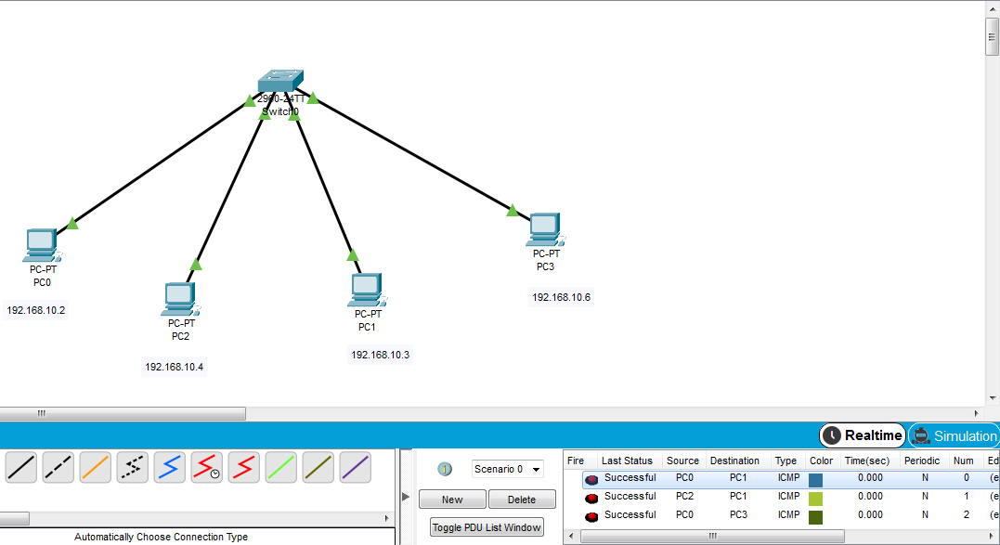 2960-24TT
Switch0
PC-PT
PC0
192.168.10.2
PC-PT
PC2
192.168.10.4
PC-PT
PC1
192.168.10.3
PC-PT
PC3
192.168.10.6
Realtime
Simulation
Scenario 0
New
Delete
Toggle PDU List Window
Fire Last Status Source Destination Type Color Time(sec) Periodic Num Ed
Successful PC0 PC1 ICMP 0.000 N 0 (e
Successful PC2 PC1 ICMP 0.000 N 1 (e
Successful PC0 PC3 ICMP 0.000 N 2 (e
Automatically Choose Connection Type